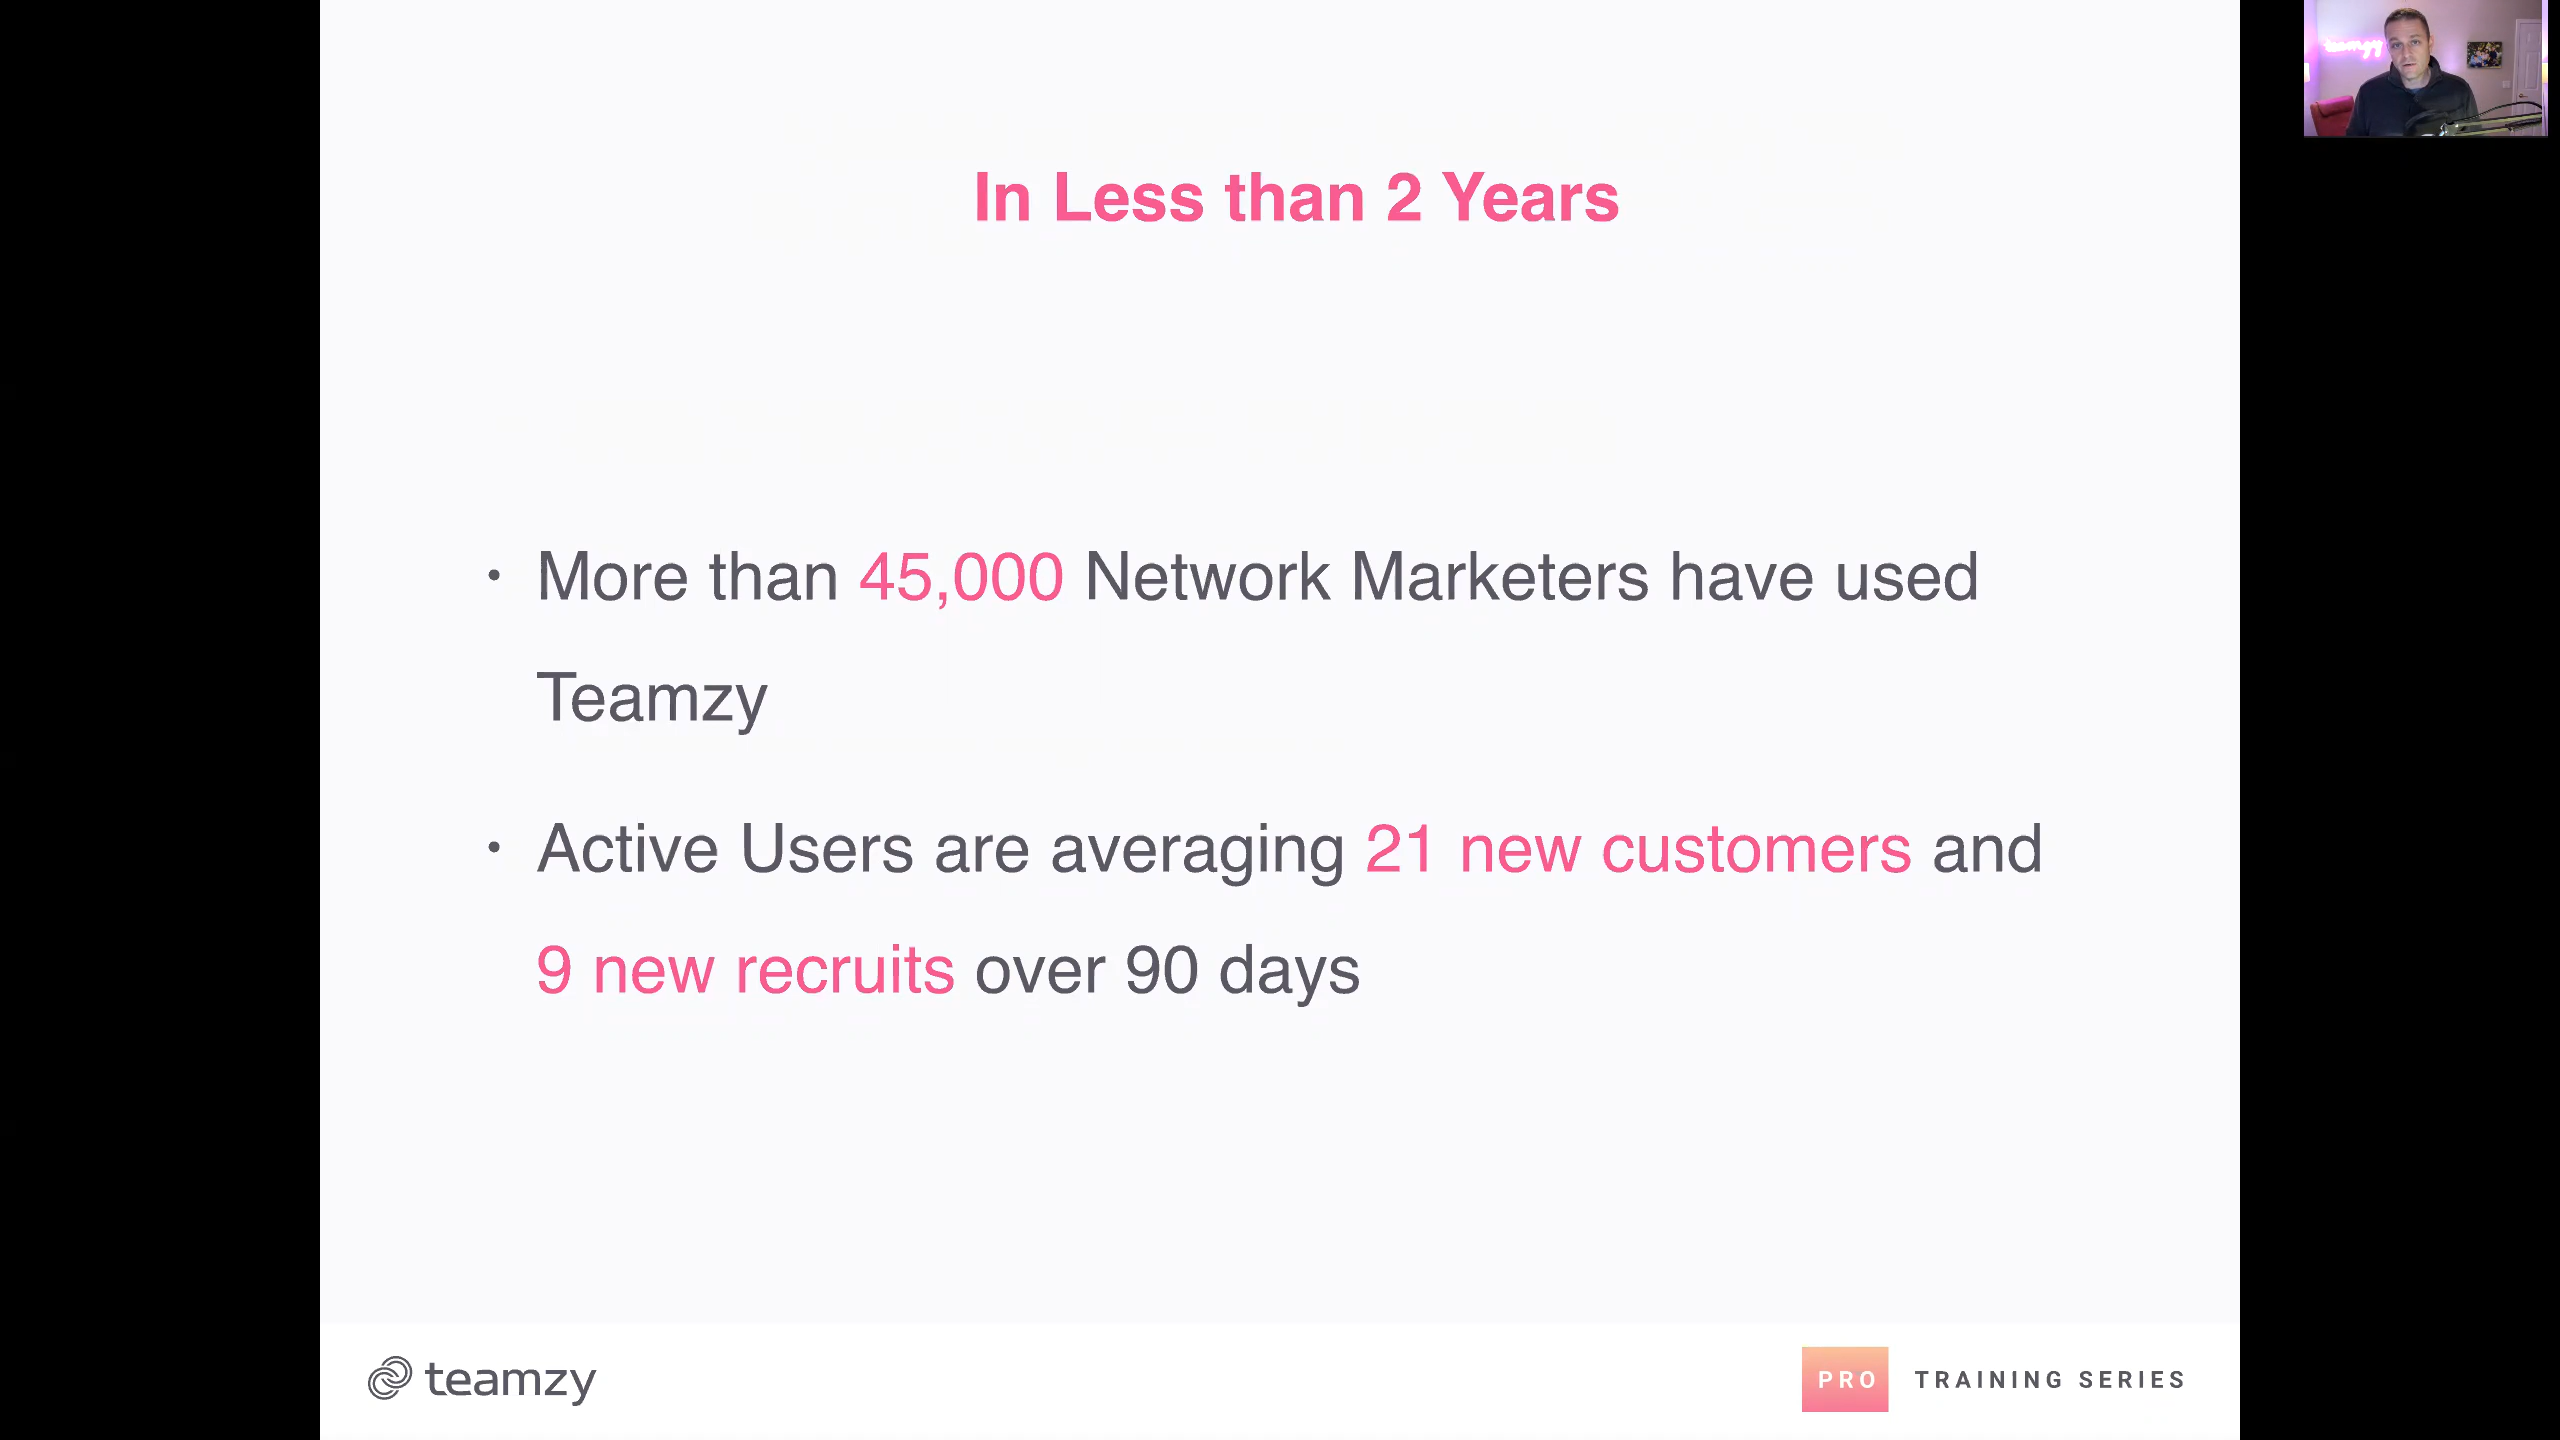 teamzy
In Less than 2 Years
• More than 45,000 Network Marketers have used
Teamzy
• Active Users are averaging 21 new customers and
9 new recruits over 90 days
teamzy
PRO TRAINING SERIES